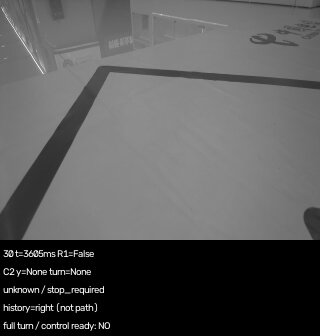 30 t=3605ms R1=False
C2 y=None turn=None
unknown / stop_required
history=right (not path)
full turn / control ready: NO